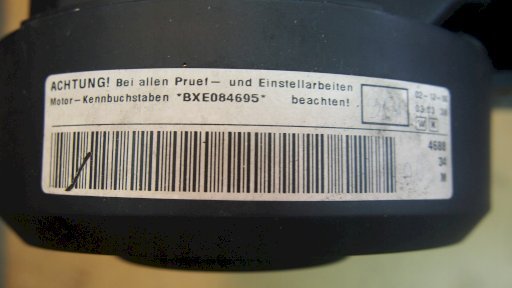 ACHTUNG! Bei allen Pruef- und Einstellarbeiten
Motor-Kennbuchstaben *BXE084695* beachten!
4688
34
M